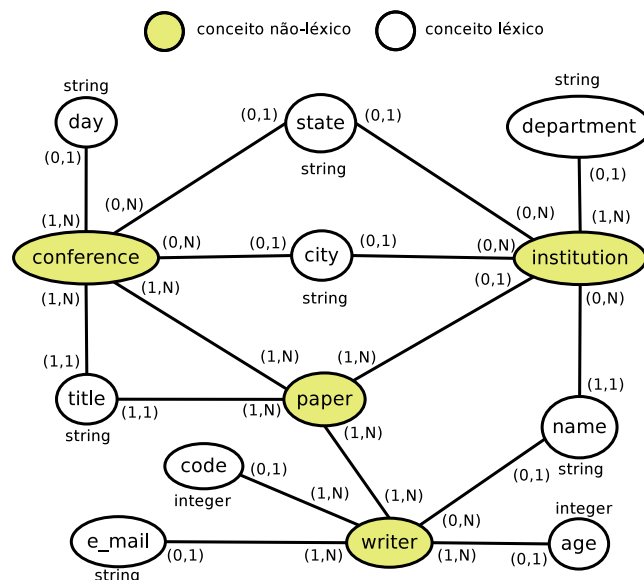 conceito não-léxico conceito léxico
string
day
(0,1)
(1,N)
(0,1) state (0,1)
string
string
department
(0,1)
(1,N)
(0,N)
(0,N)
conference
(0,N) (0,1) city (0,1) (0,N)
string
institution
(1,N) (1,N)
(0,1) (0,N)
(1,1)
title
string
(1,1)
(1,N) (1,N)
(1,N) paper
(1,N)
(1,1)
name
string
code
integer
(0,1)
(1,N) (1,N)
(0,1)
(0,N)
e_mail
string
(0,1) (1,N) writer (1,N) (0,1)
integer
age